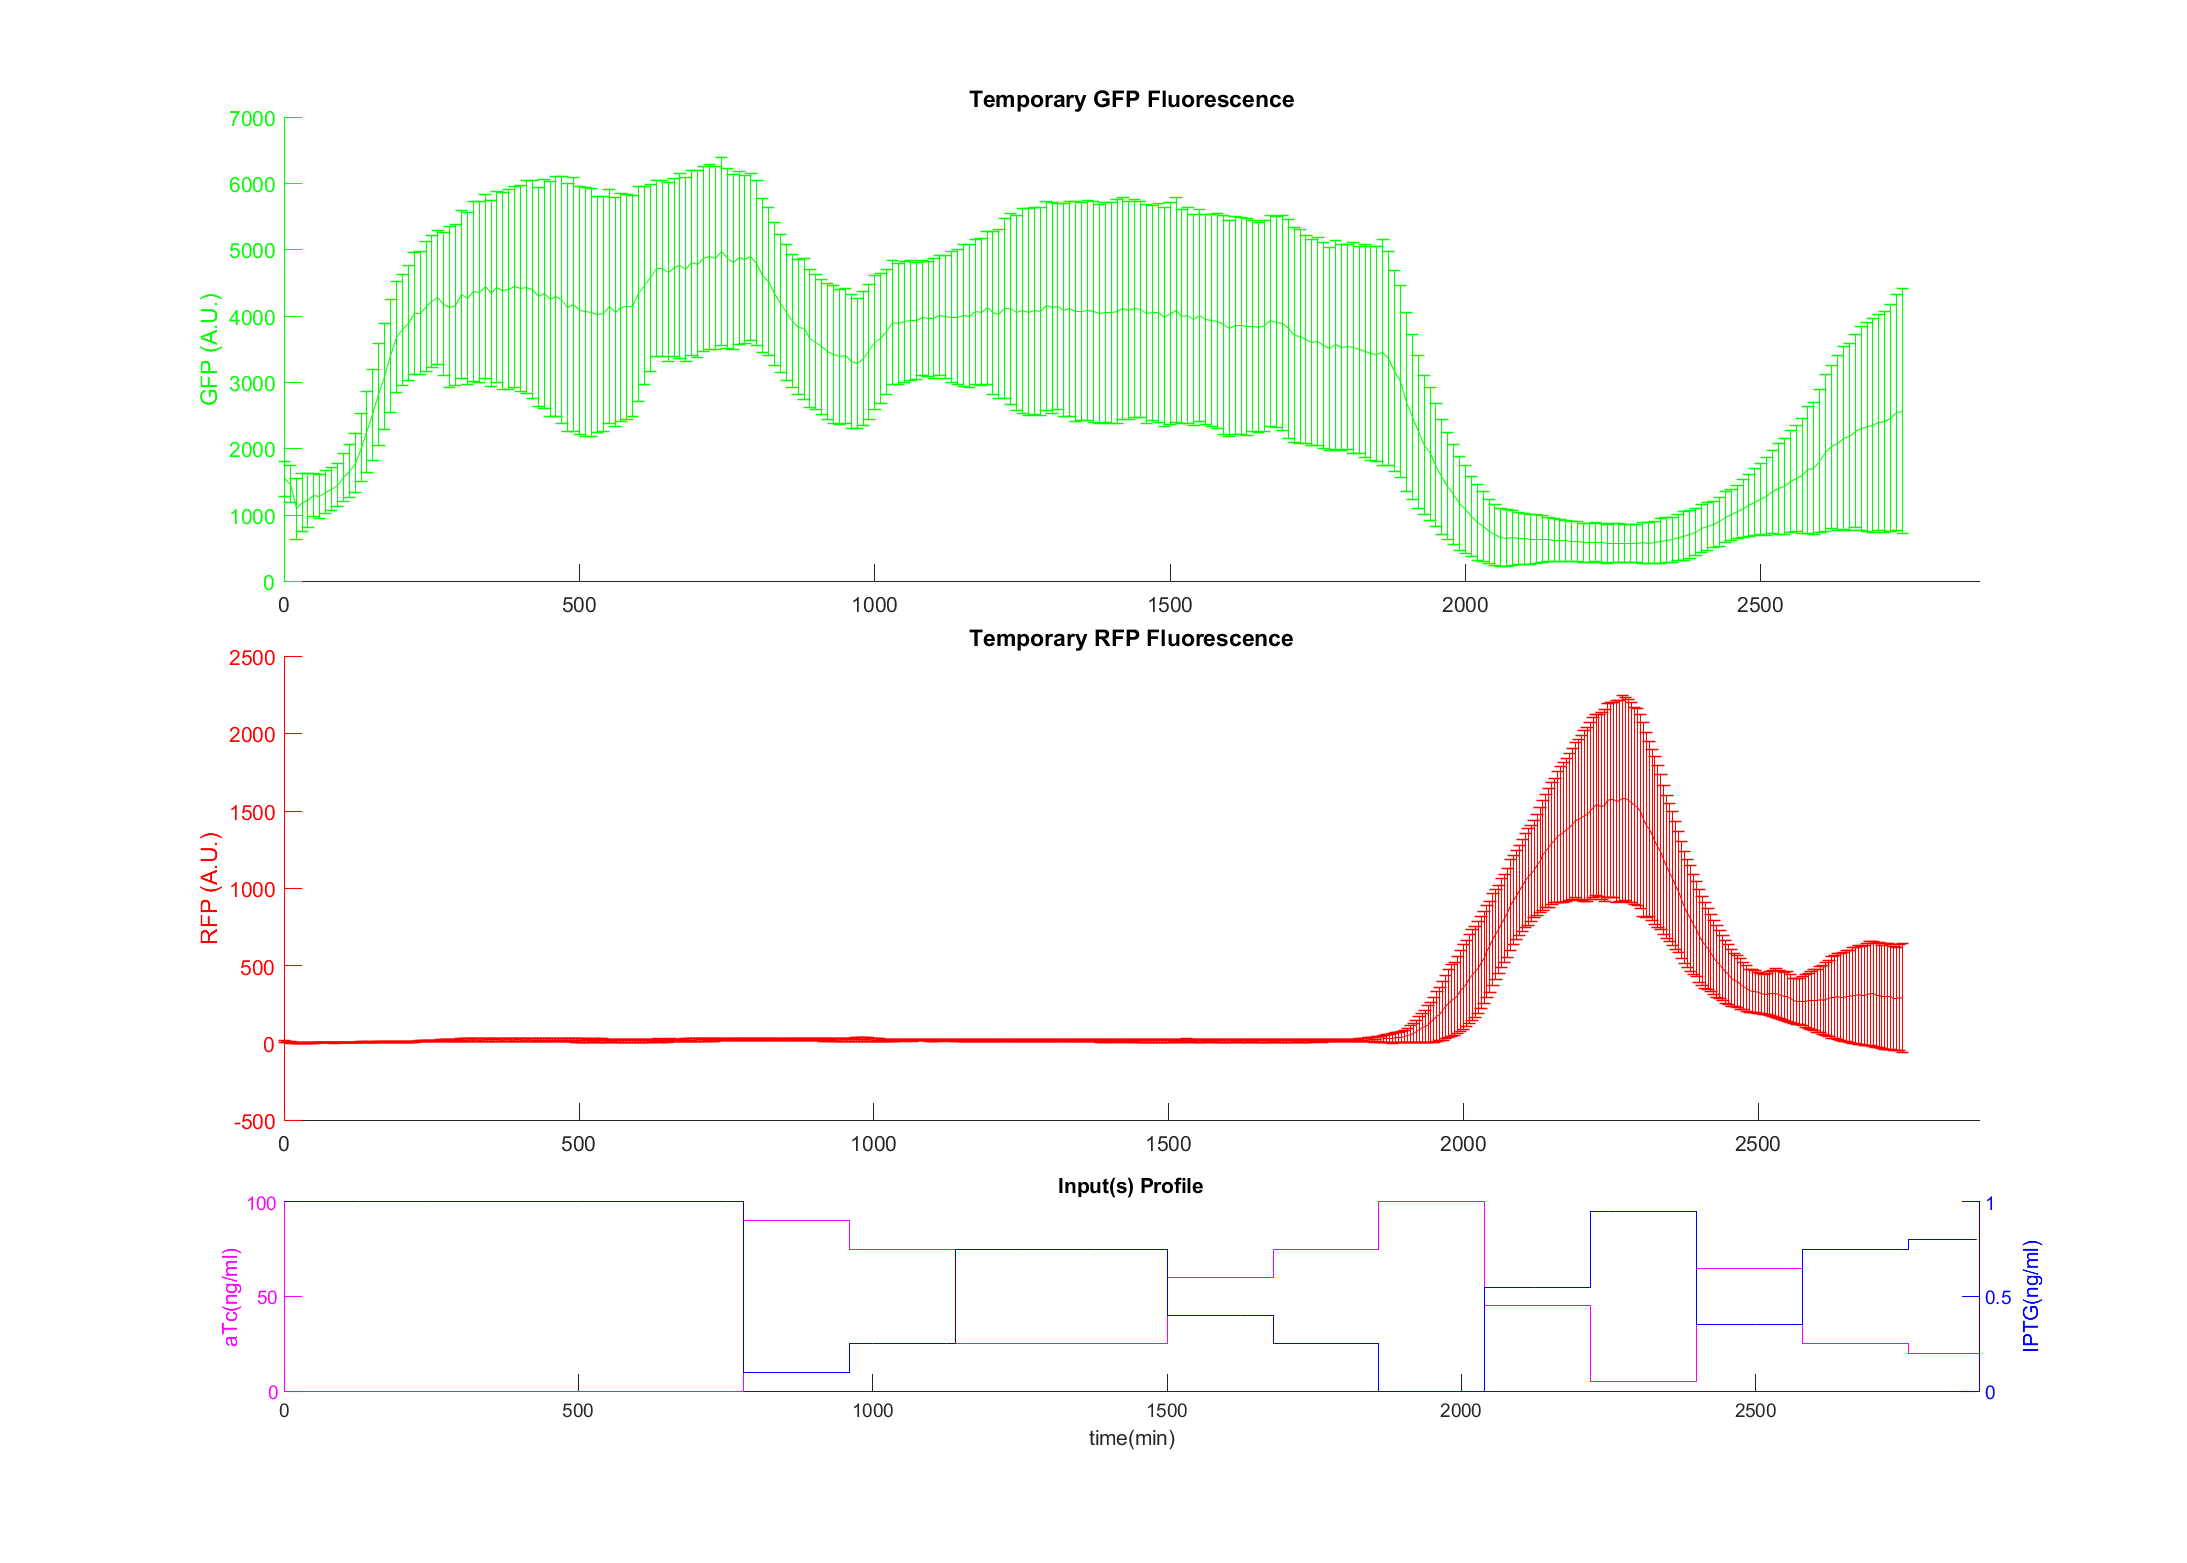 Temporary GFP Fluorescence
7000
6000
5000
4000
3000
2000
1000
0
GFP (A.U.)
0 500 1000 1500 2000 2500
Temporary RFP Fluorescence
2500
2000
1500
1000
500
0
-500
RFP (A.U.)
0 500 1000 1500 2000 2500
Input(s) Profile
100
50
0
aTc(ng/ml)
1
0.5
0
IPTG(ng/ml)
0 500 1000 1500 2000 2500
time(min)